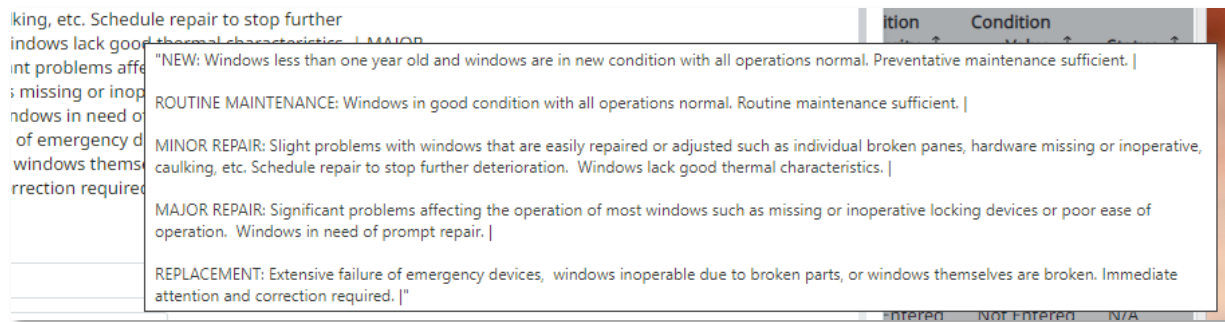 lking, etc. Schedule repair to stop further
indows lack good thermal characteristics. | MAJOR
nt problems affe
s missing or inop
ndows in need o
of emergency d
windows themse
rrection required
ition Condition
Value ↑ Status ↑
"NEW: Windows less than one year old and windows are in new condition with all operations normal. Preventative maintenance sufficient. |
ROUTINE MAINTENANCE: Windows in good condition with all operations normal. Routine maintenance sufficient. |
MINOR REPAIR: Slight problems with windows that are easily repaired or adjusted such as individual broken panes, hardware missing or inoperative,
caulking, etc. Schedule repair to stop further deterioration.  Windows lack good thermal characteristics. |
MAJOR REPAIR: Significant problems affecting the operation of most windows such as missing or inoperative locking devices or poor ease of
operation.  Windows in need of prompt repair. |
REPLACEMENT: Extensive failure of emergency devices,  windows inoperable due to broken parts, or windows themselves are broken. Immediate
attention and correction required. |"
Entered Not Entered N/A